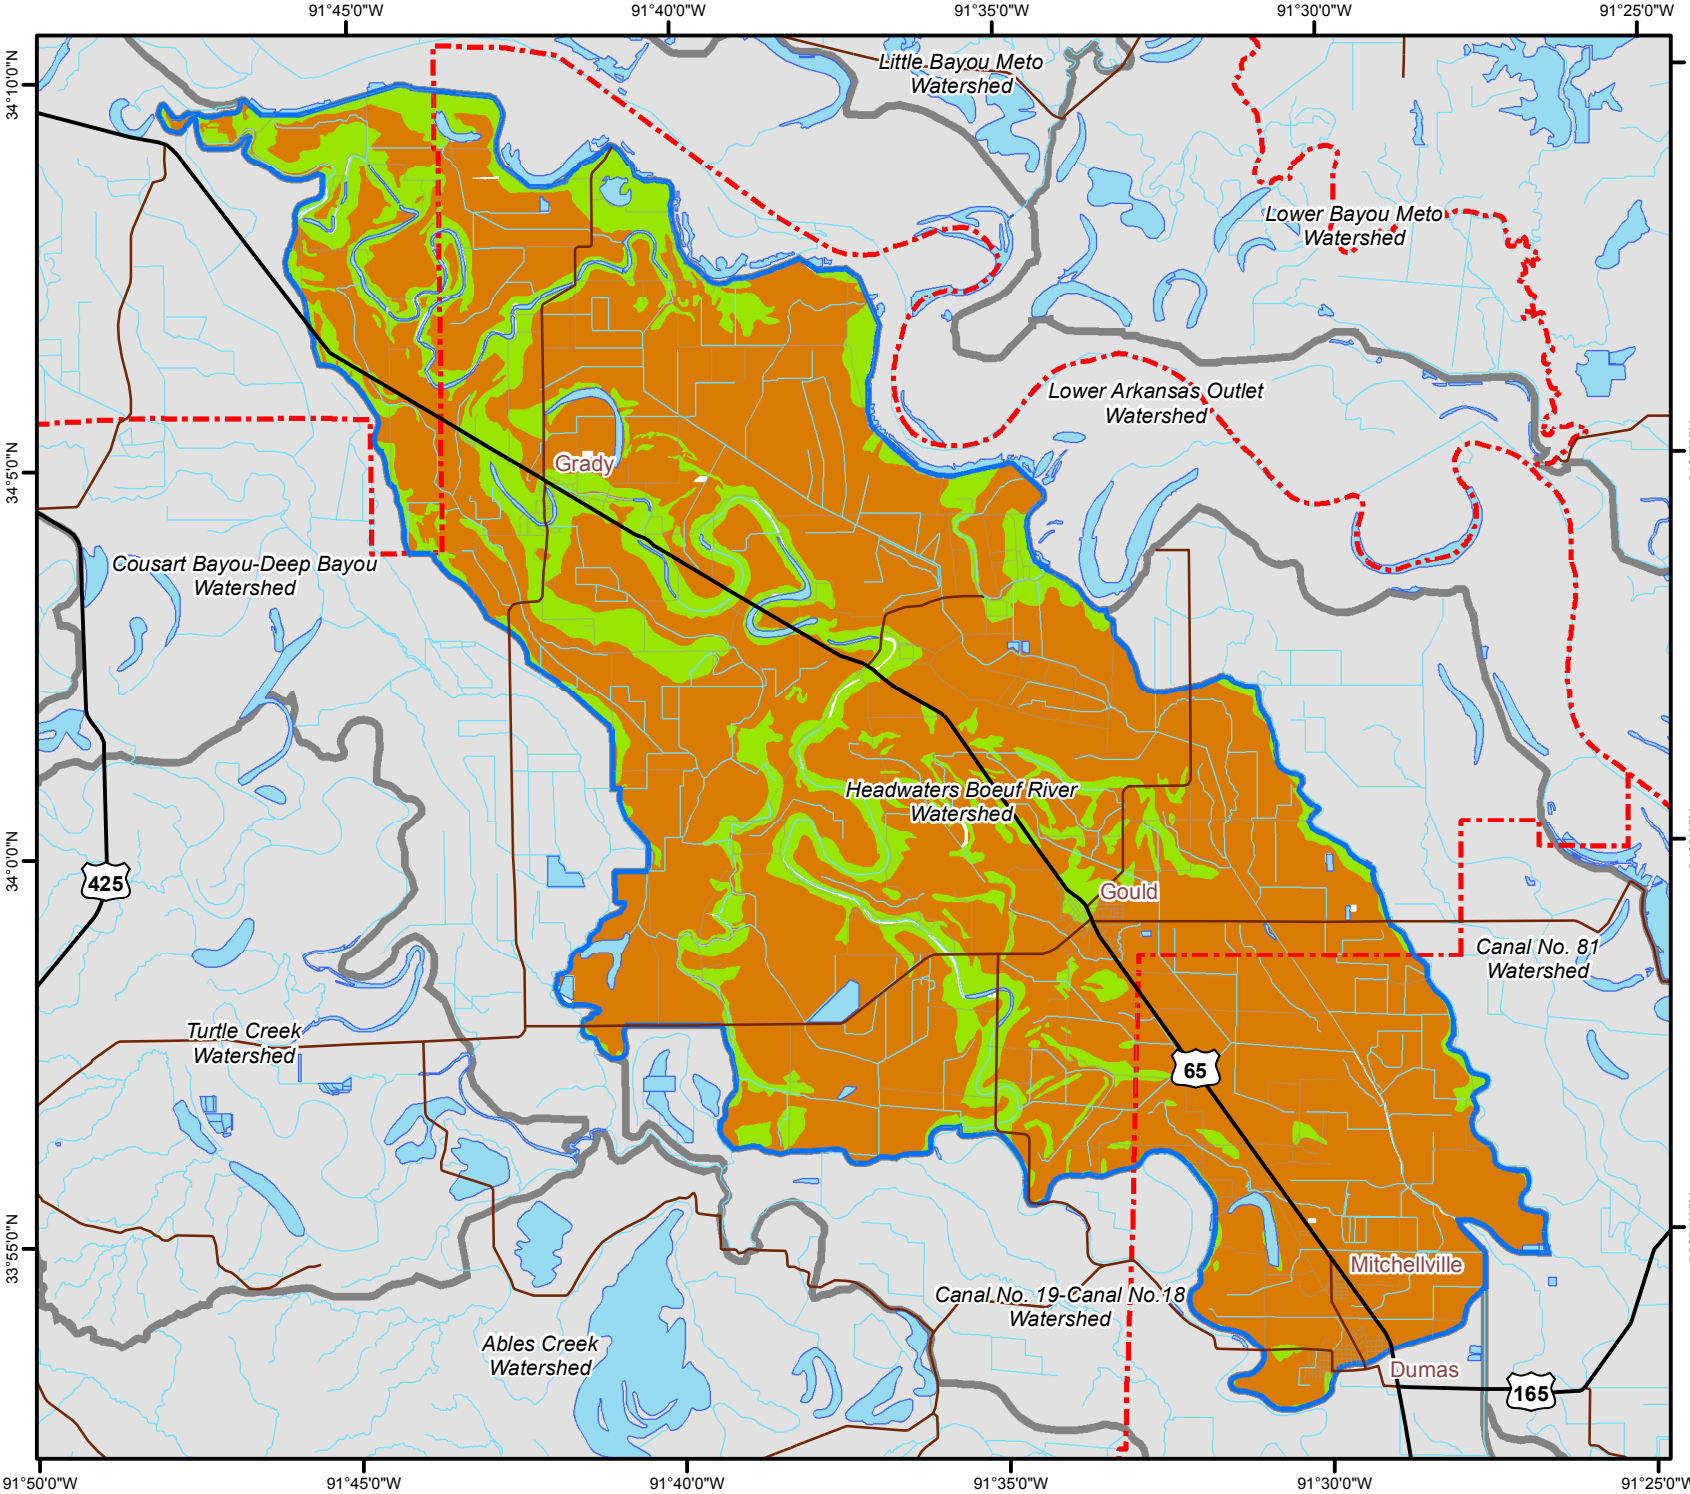 91°45'0"W
91°40'0"W
91°35'0"W
91°30'0"W
91°25'0"W
34°10'0"N
Little Bayou Meto
Watershed
Lower Bayou Meto
Watershed
Lower Arkansas Outlet
Watershed
34°5'0"N
Grady
Cousart Bayou-Deep Bayou
Watershed
Headwaters Boeuf River
Watershed
34°0'0"N
425
Gould
Canal No. 81
Watershed
Turtle Creek
Watershed
65
33°55'0"N
Mitchellville
Canal No. 19-Canal No.18
Watershed
Ables Creek
Watershed
Dumas
165
91°50'0"W
91°45'0"W
91°40'0"W
91°35'0"W
91°30'0"W
91°25'0"W